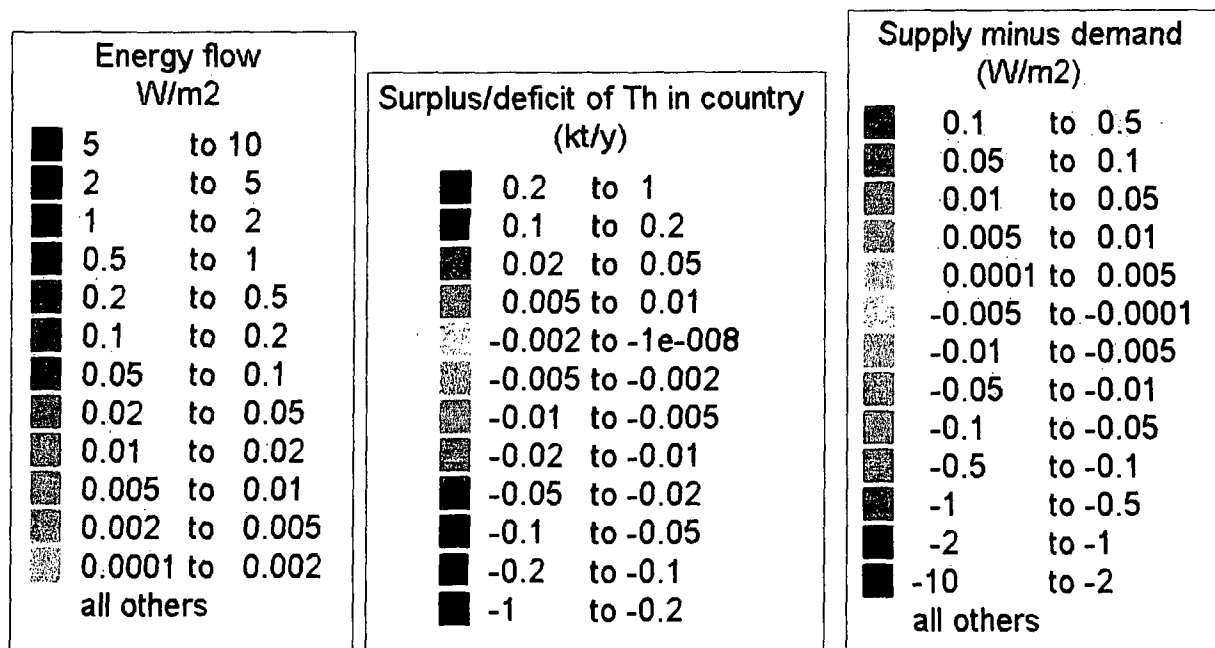 Energy flow
W/m2
5 to 10
2 to 5
1 to 2
0.5 to 1
0.2 to 0.5
0.1 to 0.2
0.05 to 0.1
0.02 to 0.05
0.01 to 0.02
0.005 to 0.01
0.002 to 0.005
0.0001 to 0.002
all others
Surplus/deficit of Th in country
(kt/y)
0.2 to 1
0.1 to 0.2
0.02 to 0.05
0.005 to 0.01
-0.002 to -1e-008
-0.005 to -0.002
-0.01 to -0.005
-0.02 to -0.01
-0.05 to -0.02
-0.1 to -0.05
-0.2 to -0.1
-1 to -0.2
Supply minus demand
(W/m2)
0.1 to 0.5
0.05 to 0.1
0.01 to 0.05
0.005 to 0.01
0.0001 to 0.005
-0.005 to -0.0001
-0.01 to -0.005
-0.05 to -0.01
-0.1 to -0.05
-0.5 to -0.1
-1 to -0.5
-2 to -1
-10 to -2
all others